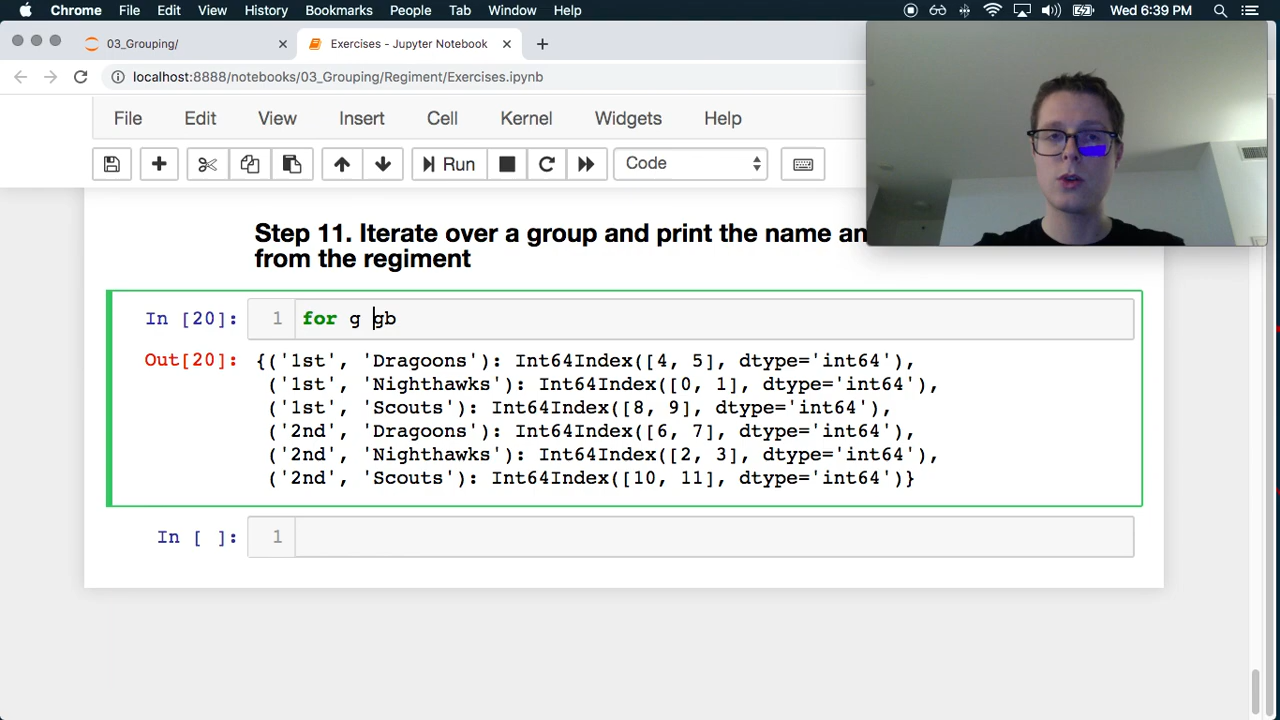 Chrome File Edit View History Bookmarks People Tab Window Help Wed 6:39 PM
03_Grouping/ Exercises - Jupyter Notebook
localhost:8888/notebooks/03_Grouping/Regiment/Exercises.ipynb
File Edit View Insert Cell Kernel Widgets Help
Run Code
Step 11. Iterate over a group and print the name an
from the regiment
In [20]: 1 for g gb
Out[20]: {('1st', 'Dragoons'): Int64Index([4, 5], dtype='int64'),
('1st', 'Nighthawks'): Int64Index([0, 1], dtype='int64'),
('1st', 'Scouts'): Int64Index([8, 9], dtype='int64'),
('2nd', 'Dragoons'): Int64Index([6, 7], dtype='int64'),
('2nd', 'Nighthawks'): Int64Index([2, 3], dtype='int64'),
('2nd', 'Scouts'): Int64Index([10, 11], dtype='int64')}
In [ ]: 1